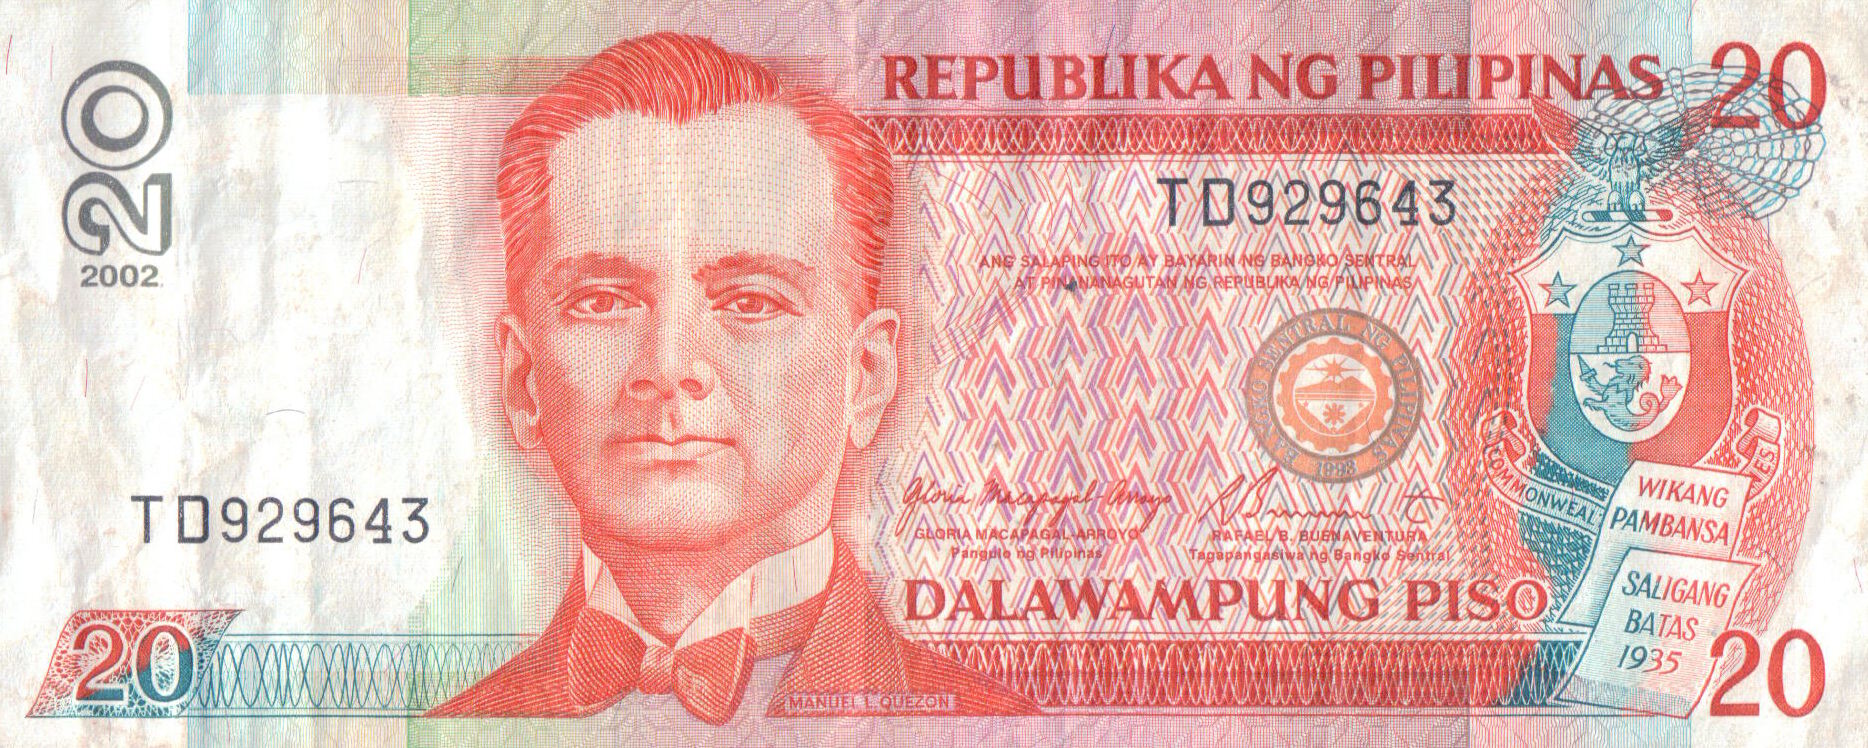 20
2002
REPUBLIKA NG PILIPINAS
20
TD929643
ANG SALAPING ITO AY BAYARIN NG BANGKO SENTRAL
AT PINANANAGUTAN NG REPUBLIKA NG PILIPINAS
BANGKO SENTRAL NG PILIPINAS
1993
Gloria Macapagal-Arroyo
GLORIA MACAPAGAL-ARROYO
Pangulo ng Pilipinas
RAFAEL B. BUENAVENTURA
Tagapangasiwa ng Bangko Sentral
DALAWAMPUNG PISO
COMMONWEAL
ES
WIKANG
PAMBANSA
SALIGANG
BATAS
1935
TD929643
20
MANUEL L. QUEZON
20